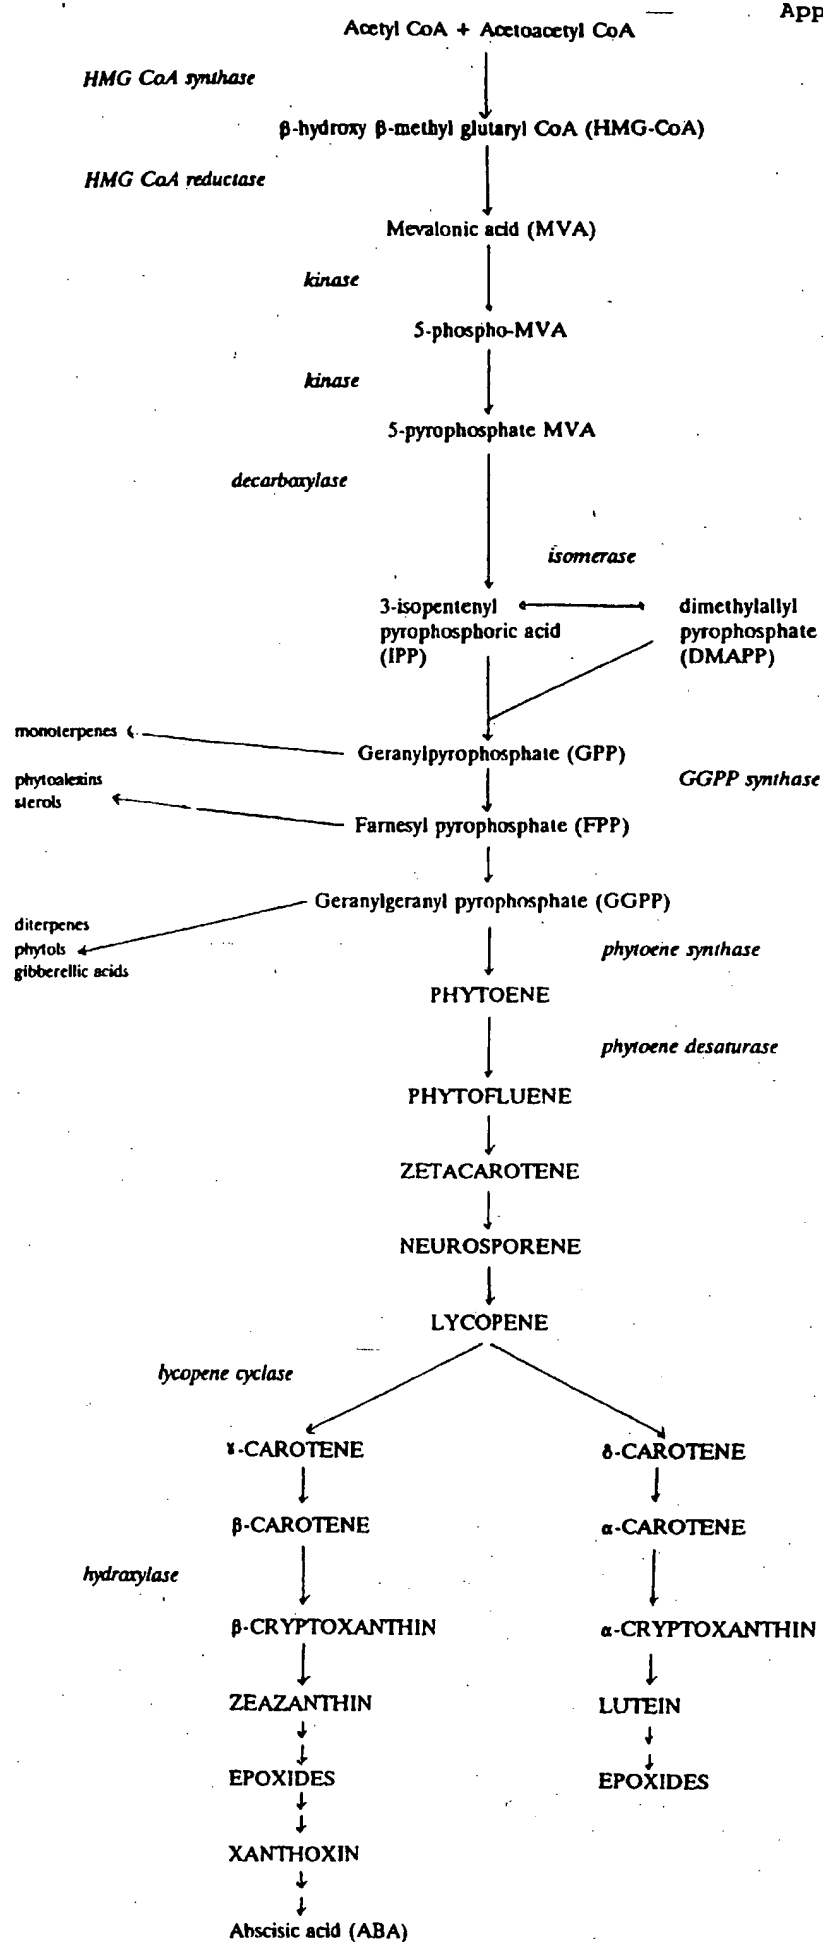 App
Acetyl CoA + Acetoacetyl CoA
HMG CoA synthase
β-hydroxy β-methyl glutaryl CoA (HMG-CoA)
HMG CoA reductase
Mevalonic acid (MVA)
kinase
5-phospho-MVA
kinase
5-pyrophosphate MVA
decarboxylase
isomerase
3-isopentenyl
pyrophosphoric acid
(IPP)
dimethylallyl
pyrophosphate
(DMAPP)
monoterpenes
Geranylpyrophosphate (GPP)
phytoalexins
sterols
GGPP synthase
Farnesyl pyrophosphate (FPP)
Geranylgeranyl pyrophosphate (GGPP)
diterpenes
phytols
gibberellic acids
phytoene synthase
PHYTOENE
phytoene desaturase
PHYTOFLUENE
ZETACAROTENE
NEUROSPORENE
LYCOPENE
lycopene cyclase
ɤ-CAROTENE
δ-CAROTENE
β-CAROTENE
α-CAROTENE
hydroxylase
β-CRYPTOXANTHIN
α-CRYPTOXANTHIN
ZEAZANTHIN
LUTEIN
EPOXIDES
EPOXIDES
XANTHOXIN
Abscisic acid (ABA)